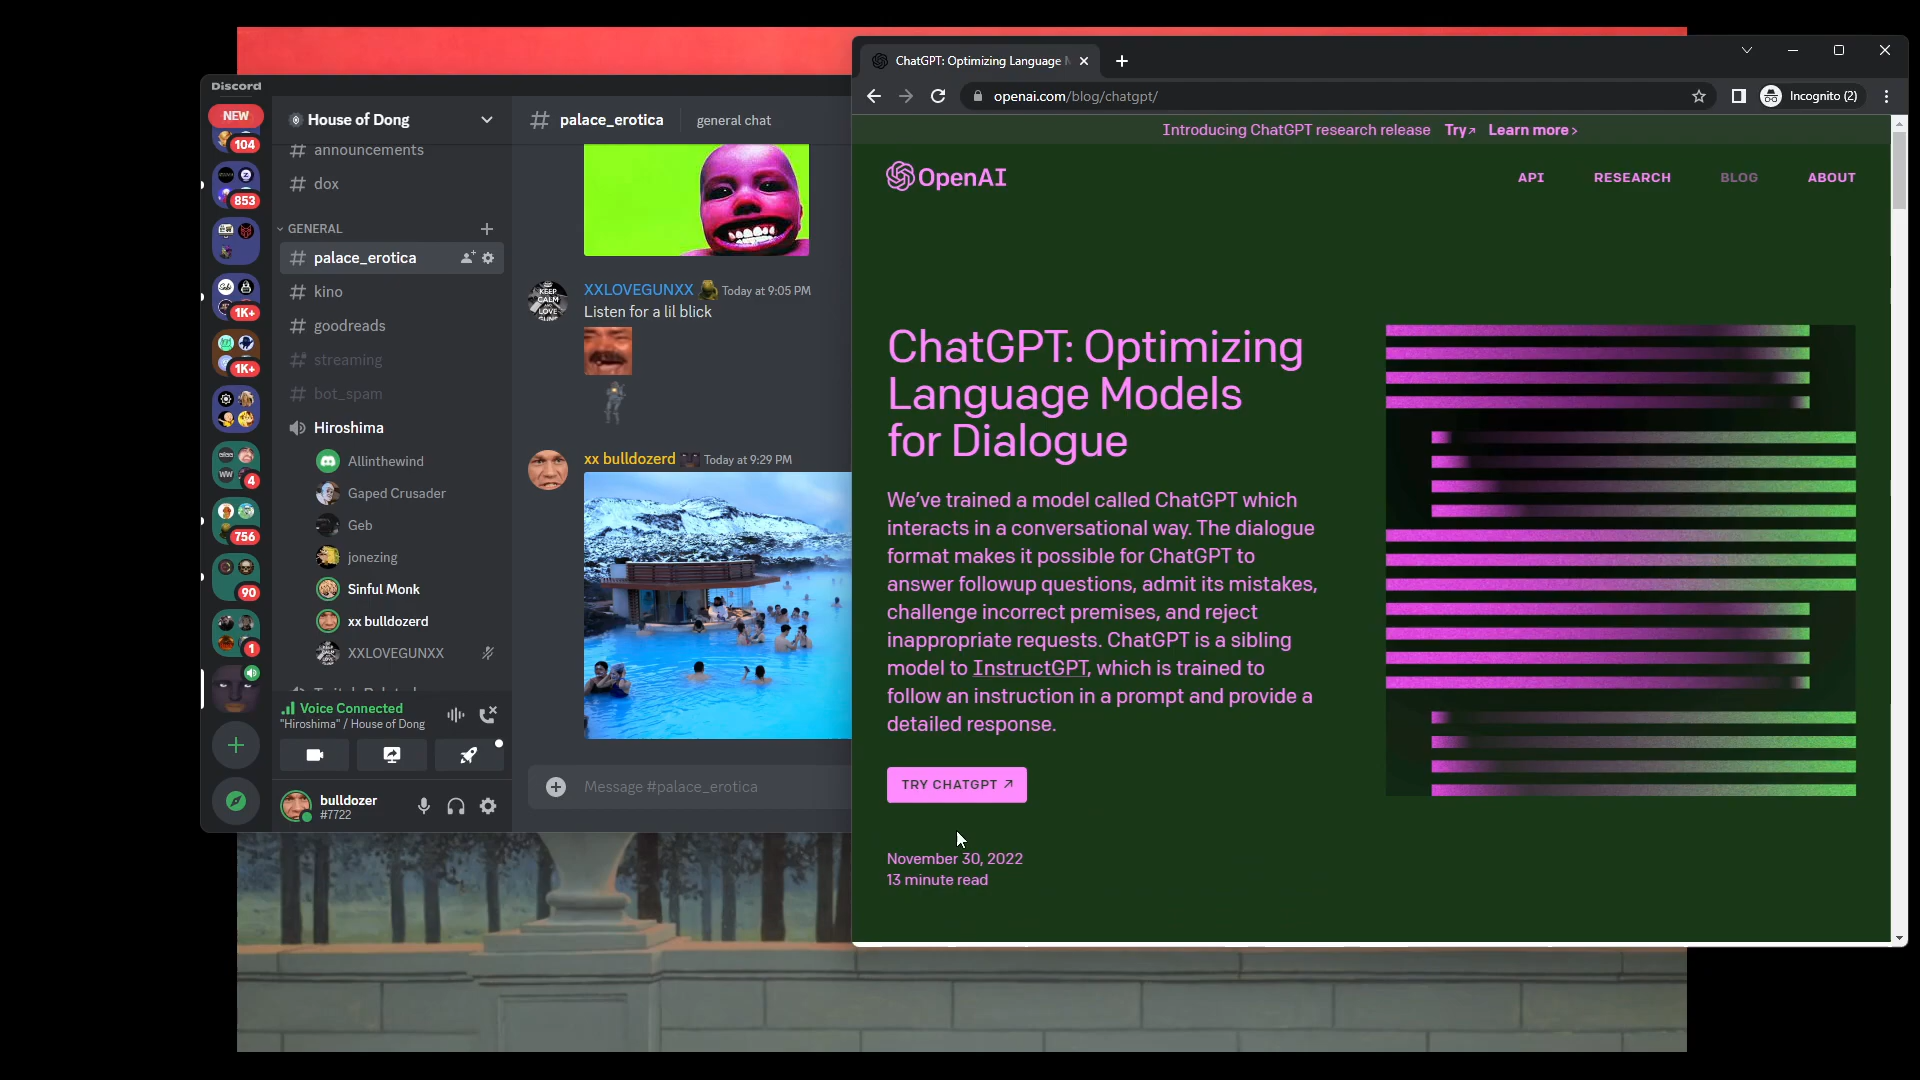 Discord
NEW
104
853
1K+
1K+
4
756
90
1
House of Dong
announcements
dox
GENERAL
palace_erotica
kino
goodreads
streaming
bot_spam
Hiroshima
Allinthewind
Gaped Crusader
Geb
jonezing
Sinful Monk
xx bulldozerd
XXLOVEGUNXX
Voice Connected
"Hiroshima" / House of Dong
bulldozer
#7722
palace_erotica
general chat
XXLOVEGUNXX Today at 9:05 PM
KEEP
CALM
AND
LOVE
Listen for a lil blick
xx bulldozerd Today at 9:29 PM
Message #palace_erotica
ChatGPT: Optimizing Language
openai.com/blog/chatgpt/
Incognito (2)
Introducing ChatGPT research release Try↗ Learn more ›
OpenAI
API RESEARCH BLOG ABOUT
ChatGPT: Optimizing
Language Models
for Dialogue
We've trained a model called ChatGPT which
interacts in a conversational way. The dialogue
format makes it possible for ChatGPT to
answer followup questions, admit its mistakes,
challenge incorrect premises, and reject
inappropriate requests. ChatGPT is a sibling
model to InstructGPT, which is trained to
follow an instruction in a prompt and provide a
detailed response.
TRY CHATGPT ↗
November 30, 2022
13 minute read